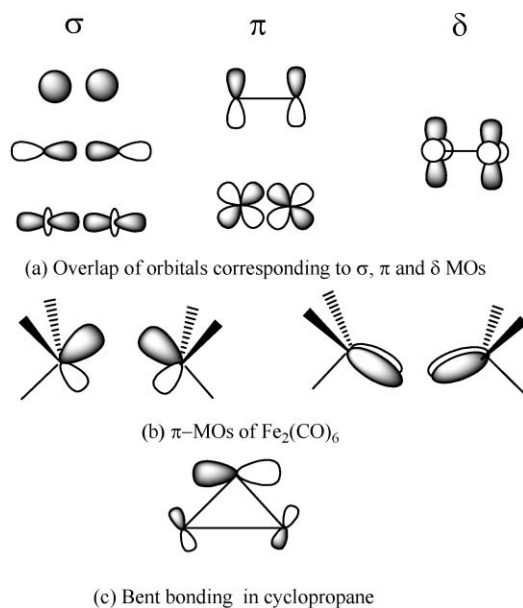 σ π δ
(a) Overlap of orbitals corresponding to σ, π and δ MOs
(b) π–MOs of Fe₂(CO)₆
(c) Bent bonding in cyclopropane